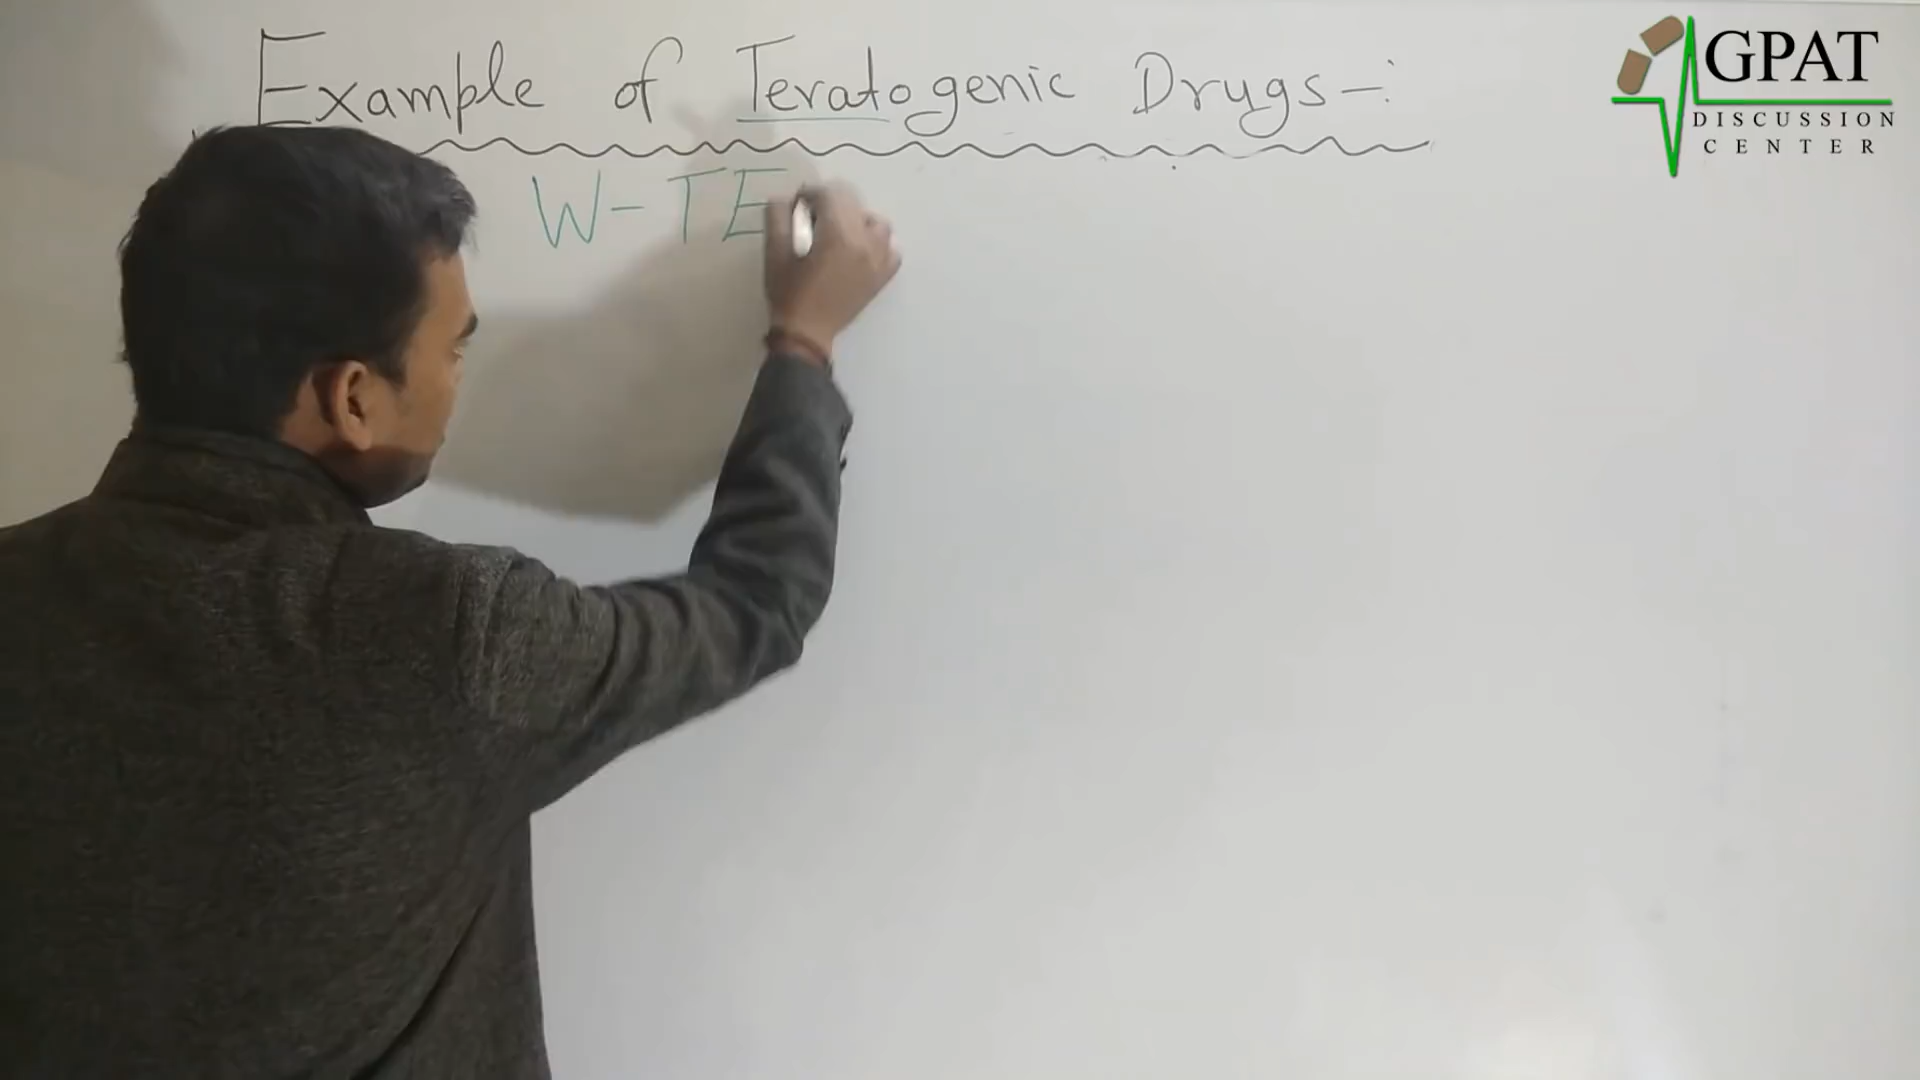 Example of Teratogenic Drugs-:
W-TE
GPAT
DISCUSSION
CENTER